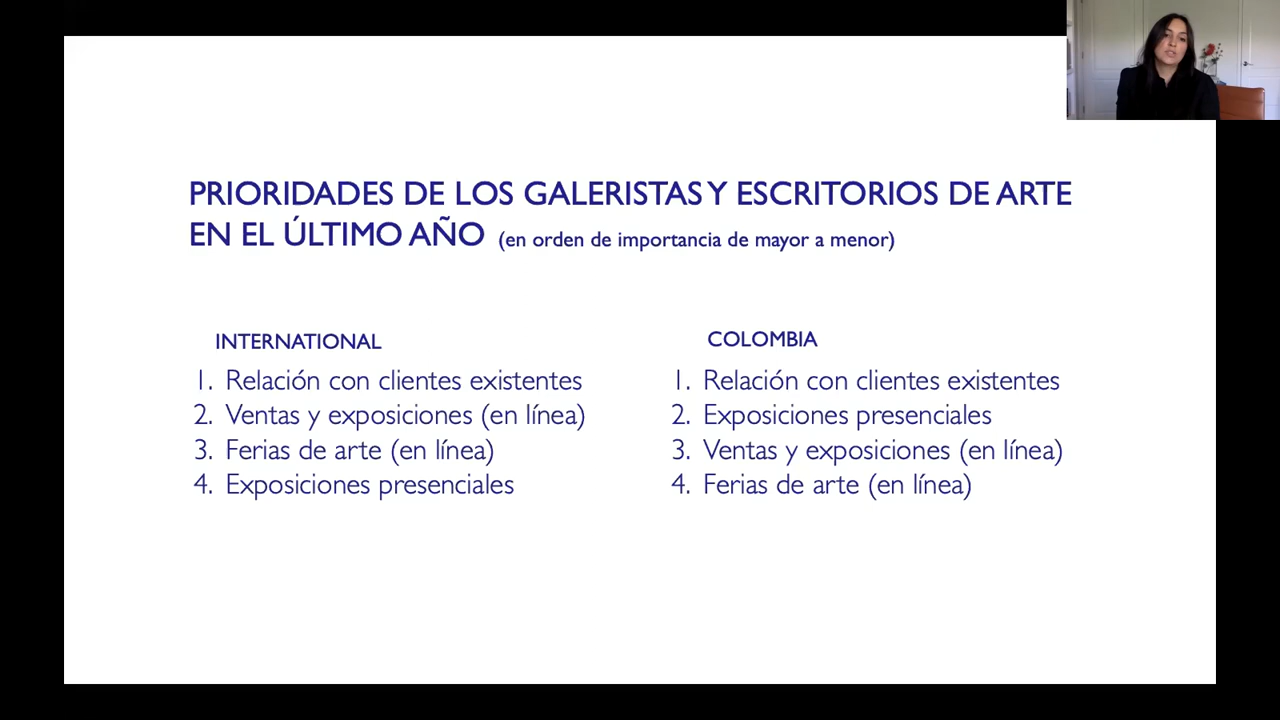 PRIORIDADES DE LOS GALERISTAS Y ESCRITORIOS DE ARTE
EN EL ÚLTIMO AÑO (en orden de importancia de mayor a menor)
INTERNATIONAL
1. Relación con clientes existentes
2. Ventas y exposiciones (en línea)
3. Ferias de arte (en línea)
4. Exposiciones presenciales
COLOMBIA
1. Relación con clientes existentes
2. Exposiciones presenciales
3. Ventas y exposiciones (en línea)
4. Ferias de arte (en línea)